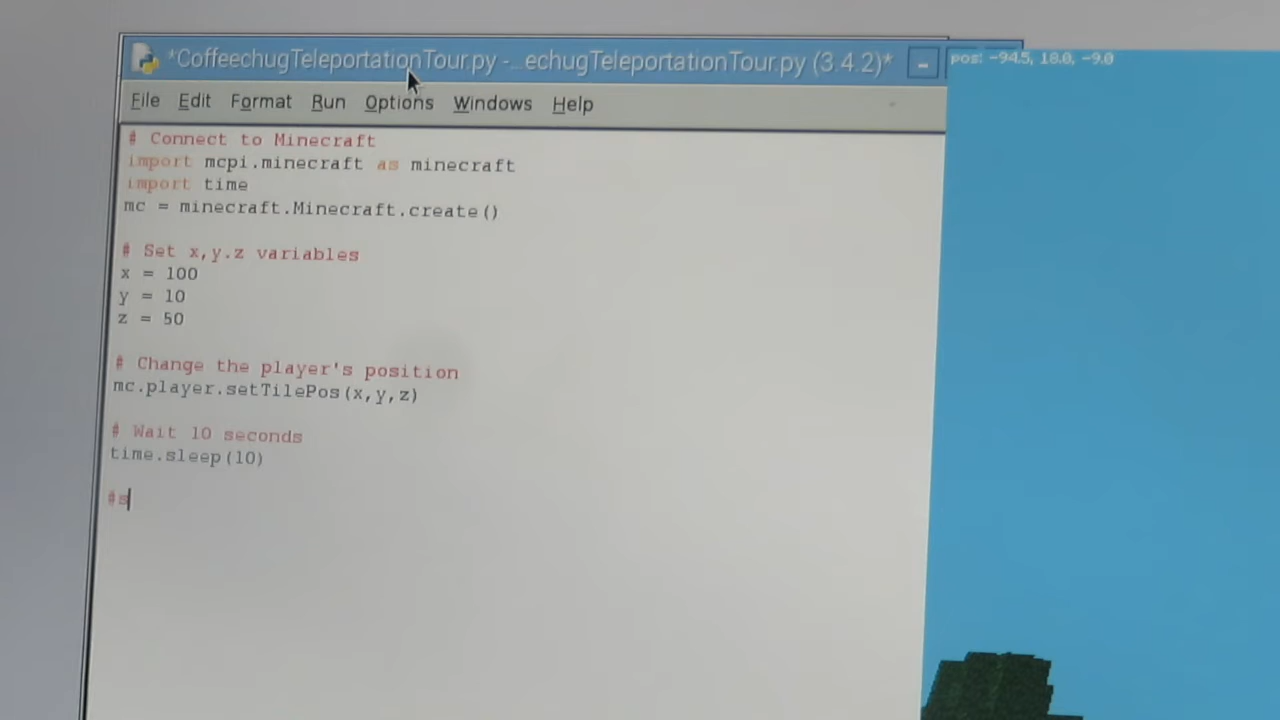 *CoffeechugTeleportationTour.py - ...echugTeleportationTour.py (3.4.2)*
pos: -94.5, 18.0, -9.0
File Edit Format Run Options Windows Help
# Connect to Minecraft
import mcpi.minecraft as minecraft
import time
mc = minecraft.Minecraft.create()
# Set x,y.z variables
x = 100
y = 10
z = 50
# Change the player's position
mc.player.setTilePos(x,y,z)
# Wait 10 seconds
time.sleep(10)
#s